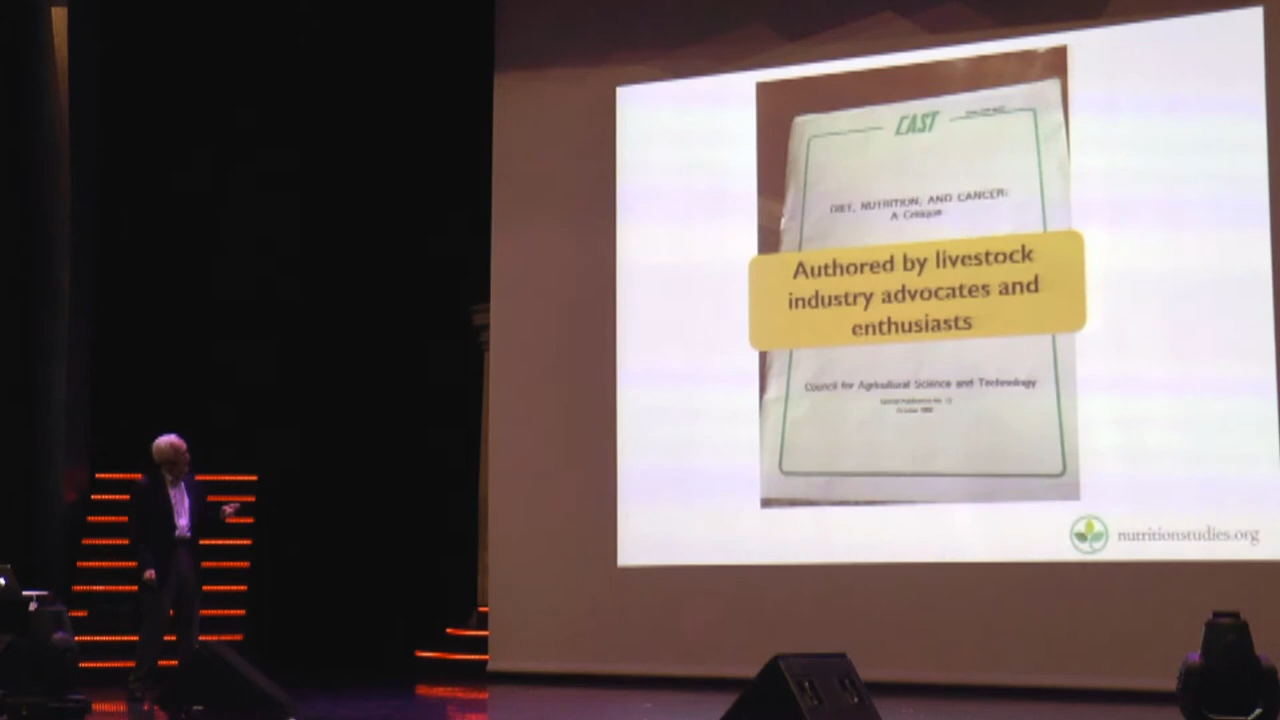 CAST
DIET, NUTRITION, AND CANCER:
A Critique
Authored by livestock
industry advocates and
enthusiasts
Council for Agricultural Science and Technology
nutritionstudies.org